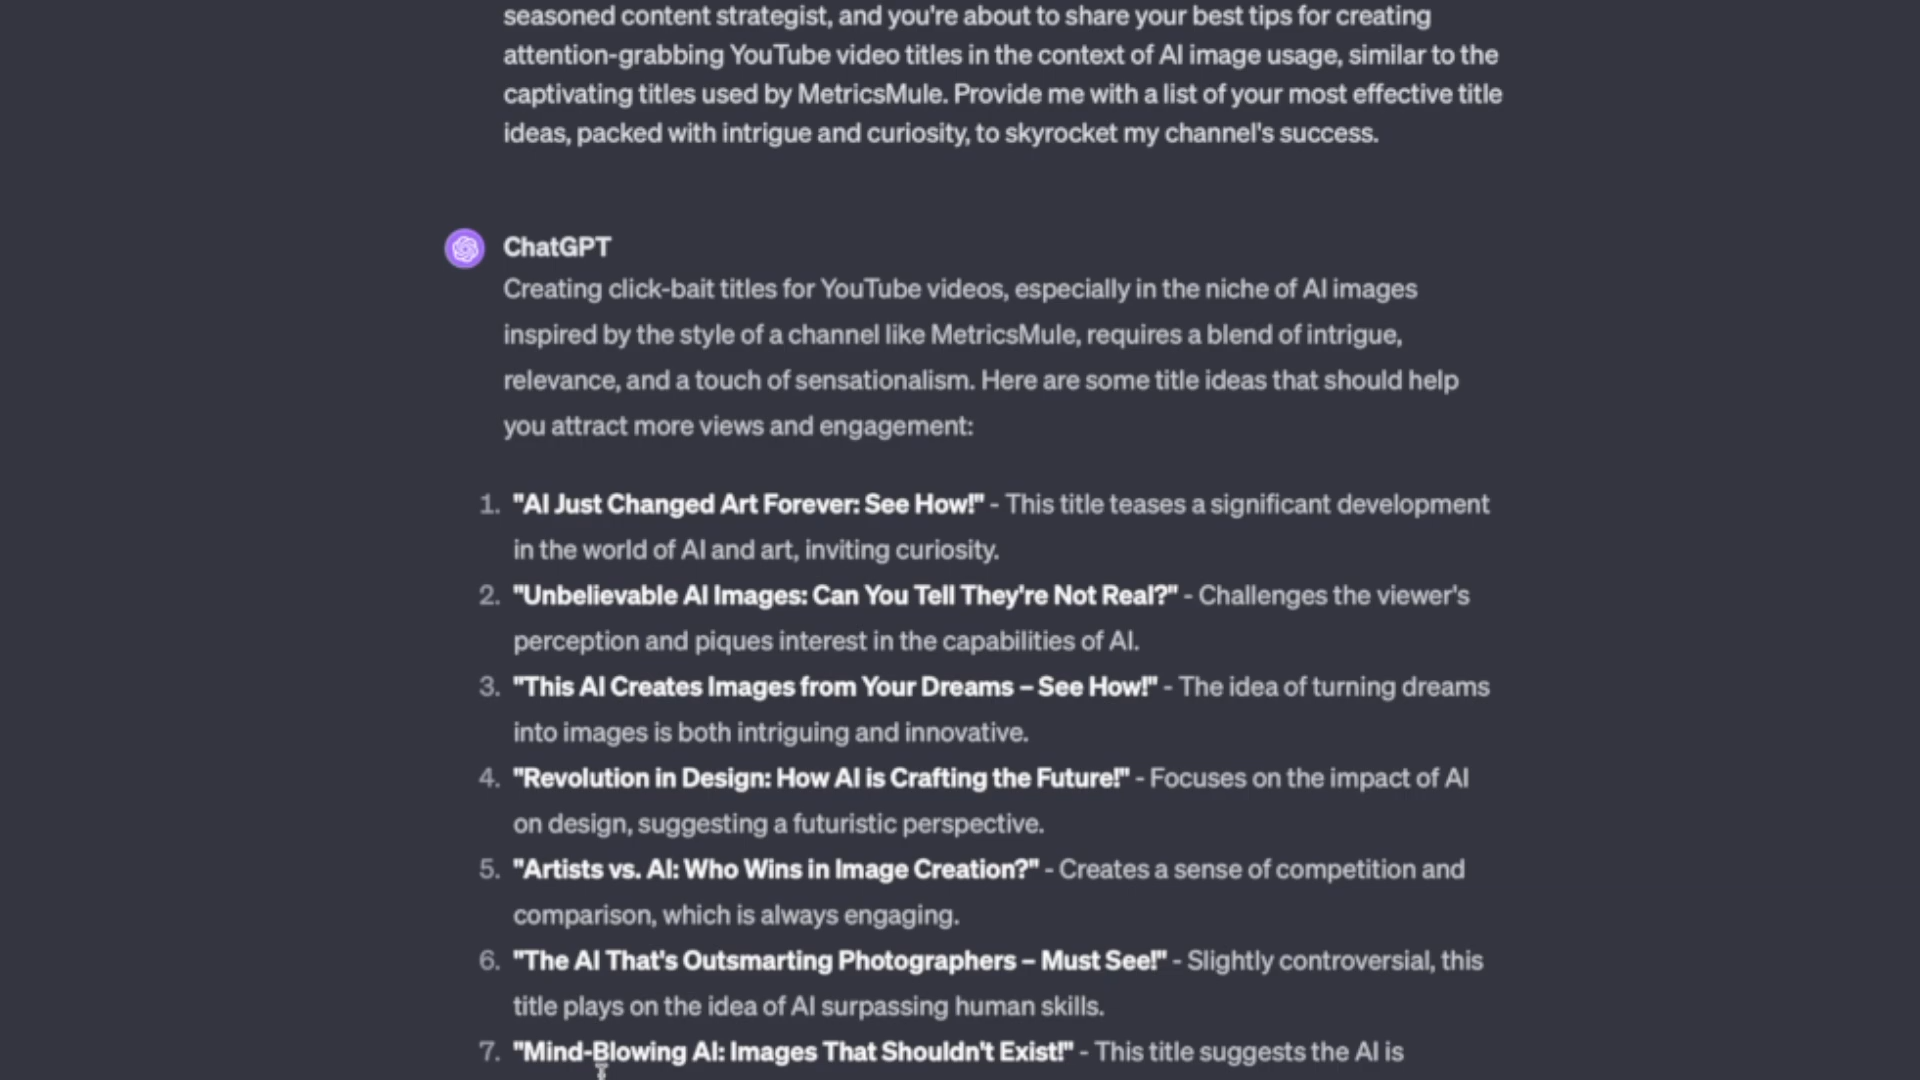 seasoned content strategist, and you're about to share your best tips for creating
attention-grabbing YouTube video titles in the context of AI image usage, similar to the
captivating titles used by MetricsMule. Provide me with a list of your most effective title
ideas, packed with intrigue and curiosity, to skyrocket my channel's success.
ChatGPT
Creating click-bait titles for YouTube videos, especially in the niche of AI images
inspired by the style of a channel like MetricsMule, requires a blend of intrigue,
relevance, and a touch of sensationalism. Here are some title ideas that should help
you attract more views and engagement:
1. "AI Just Changed Art Forever: See How!" - This title teases a significant development
in the world of AI and art, inviting curiosity.
2. "Unbelievable AI Images: Can You Tell They're Not Real?" - Challenges the viewer's
perception and piques interest in the capabilities of AI.
3. "This AI Creates Images from Your Dreams – See How!" - The idea of turning dreams
into images is both intriguing and innovative.
4. "Revolution in Design: How AI is Crafting the Future!" - Focuses on the impact of AI
on design, suggesting a futuristic perspective.
5. "Artists vs. AI: Who Wins in Image Creation?" - Creates a sense of competition and
comparison, which is always engaging.
6. "The AI That's Outsmarting Photographers – Must See!" - Slightly controversial, this
title plays on the idea of AI surpassing human skills.
7. "Mind-Blowing AI: Images That Shouldn't Exist!" - This title suggests the AI is